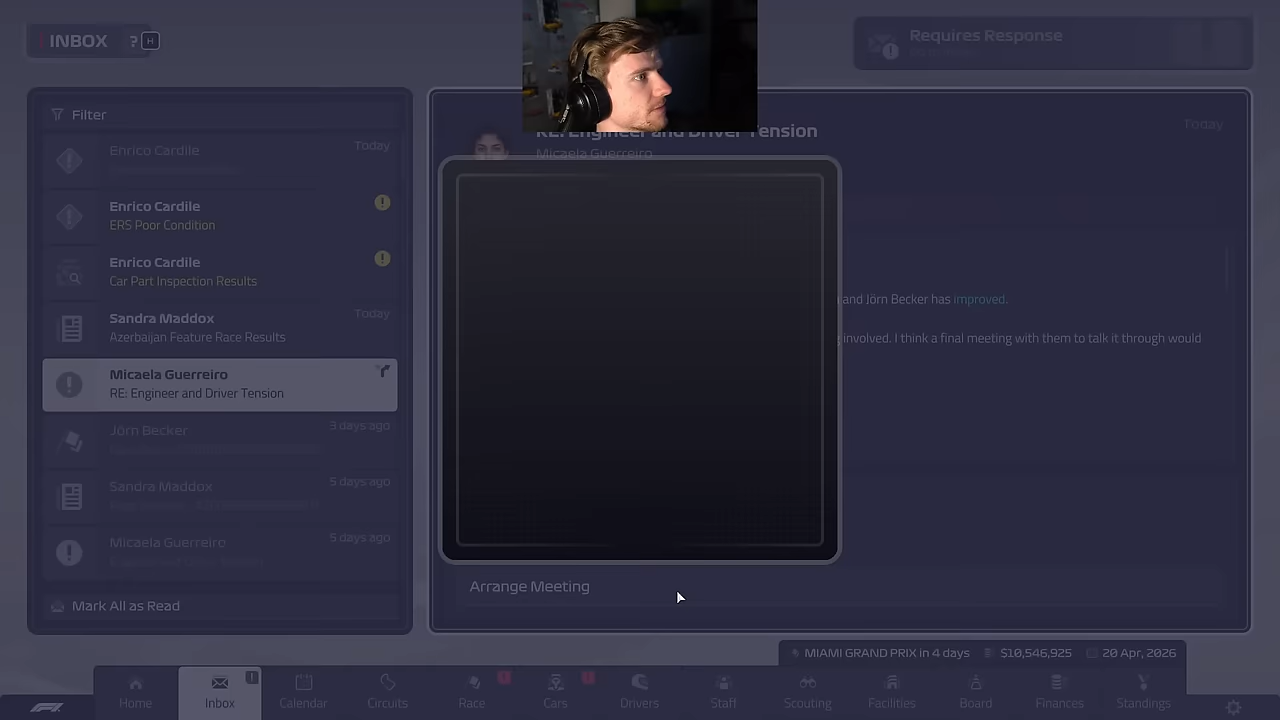 INBOX ? H
Requires Response
Filter
Enrico Cardile
Today
Enrico Cardile
ERS Poor Condition
Enrico Cardile
Car Part Inspection Results
Sandra Maddox
Today
Azerbaijan Feature Race Results
Micaela Guerreiro
RE: Engineer and Driver Tension
Jörn Becker
3 days ago
Sandra Maddox
5 days ago
Micaela Guerreiro
5 days ago
Mark All as Read
RE: Engineer and Driver Tension
Today
Micaela Guerreiro
and Jörn Becker has improved.
involved. I think a final meeting with them to talk it through would
Arrange Meeting
MIAMI GRAND PRIX in 4 days
$10,546,925
20 Apr, 2026
Home
Inbox
Calendar
Circuits
Race
Cars
Drivers
Staff
Scouting
Facilities
Board
Finances
Standings